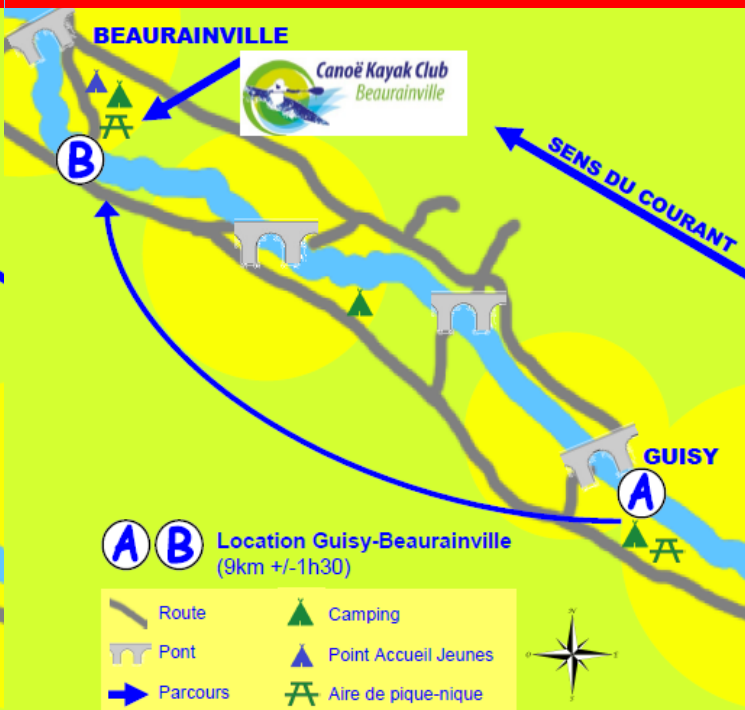 BEAURAINVILLE
Canoë Kayak Club
Beaurainville
SENS DU COURANT
B
GUISY
A
A B
Location Guisy-Beaurainville
(9km +/-1h30)
Route
Camping
Pont
Point Accueil Jeunes
Parcours
Aire de pique-nique
N
O
E
S